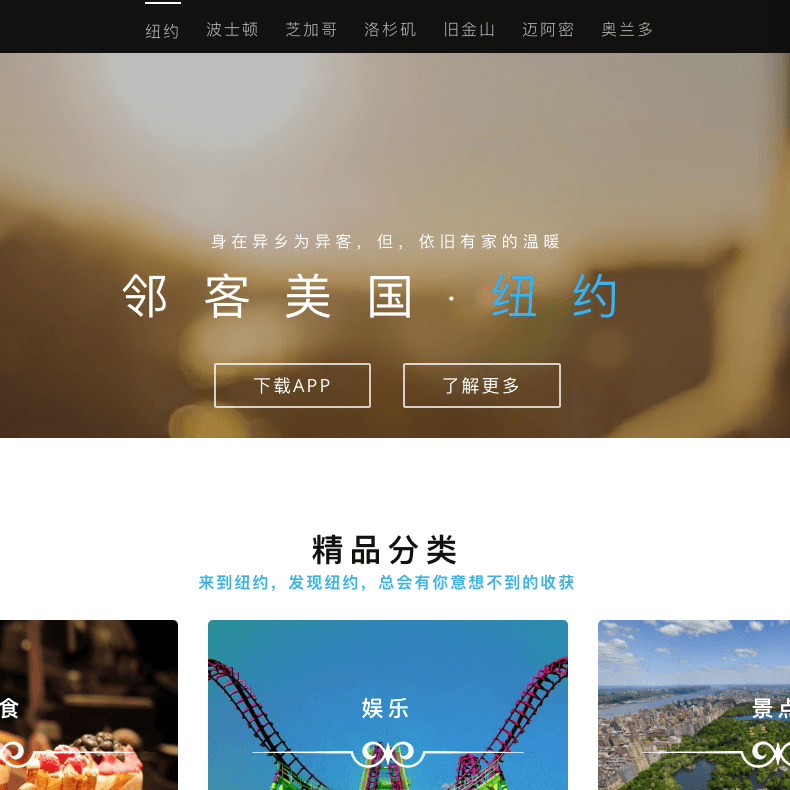 纽约 波士顿 芝加哥 洛杉矶 旧金山 迈阿密 奥兰多
身在异乡为异客，但，依旧有家的温暖
邻客美国·纽约
下载APP 了解更多
精品分类
来到纽约，发现纽约，总会有你意想不到的收获
食 娱乐 景点